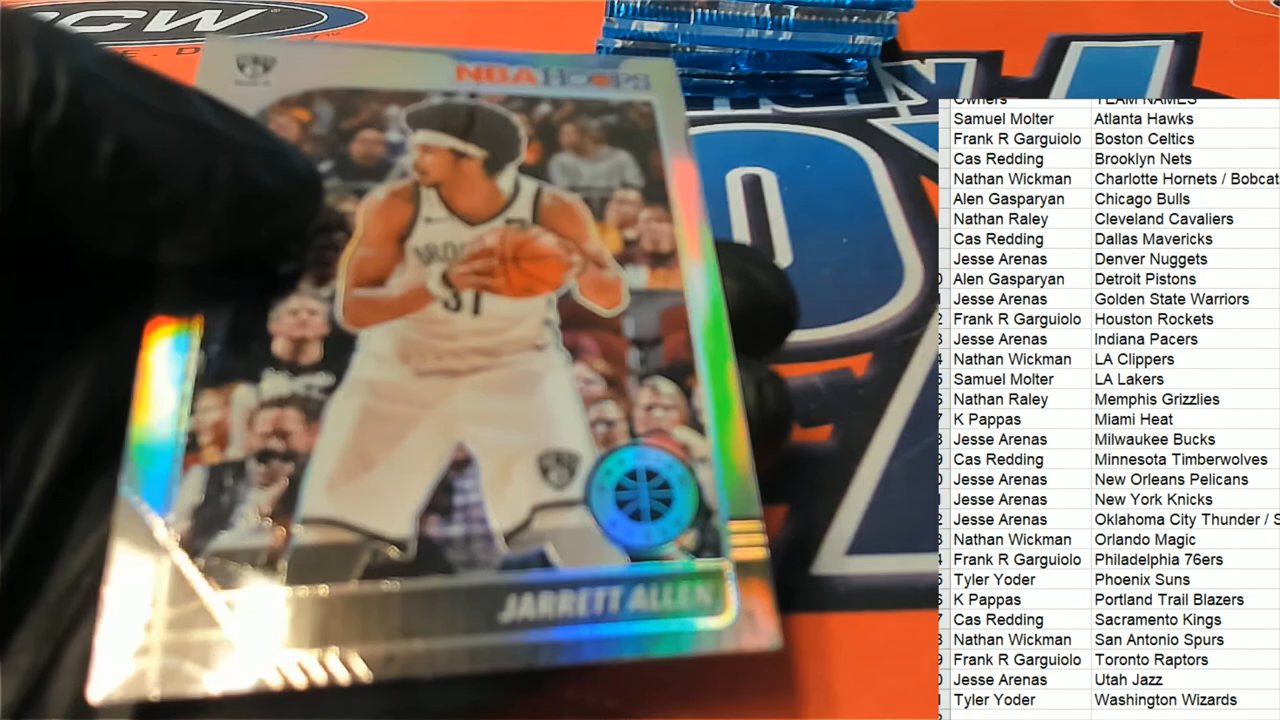 CW
NBA HOOPS
BROOK
31
JARRETT ALLEN
Owners TEAM NAMES
Samuel Molter Atlanta Hawks
Frank R Garguiolo Boston Celtics
Cas Redding Brooklyn Nets
Nathan Wickman Charlotte Hornets / Bobcat
Alen Gasparyan Chicago Bulls
Nathan Raley Cleveland Cavaliers
Cas Redding Dallas Mavericks
Jesse Arenas Denver Nuggets
Alen Gasparyan Detroit Pistons
Jesse Arenas Golden State Warriors
Frank R Garguiolo Houston Rockets
Jesse Arenas Indiana Pacers
Nathan Wickman LA Clippers
Samuel Molter LA Lakers
Nathan Raley Memphis Grizzlies
K Pappas Miami Heat
Jesse Arenas Milwaukee Bucks
Cas Redding Minnesota Timberwolves
Jesse Arenas New Orleans Pelicans
Jesse Arenas New York Knicks
Jesse Arenas Oklahoma City Thunder / S
Nathan Wickman Orlando Magic
Frank R Garguiolo Philadelphia 76ers
Tyler Yoder Phoenix Suns
K Pappas Portland Trail Blazers
Cas Redding Sacramento Kings
Nathan Wickman San Antonio Spurs
Frank R Garguiolo Toronto Raptors
Jesse Arenas Utah Jazz
Tyler Yoder Washington Wizards